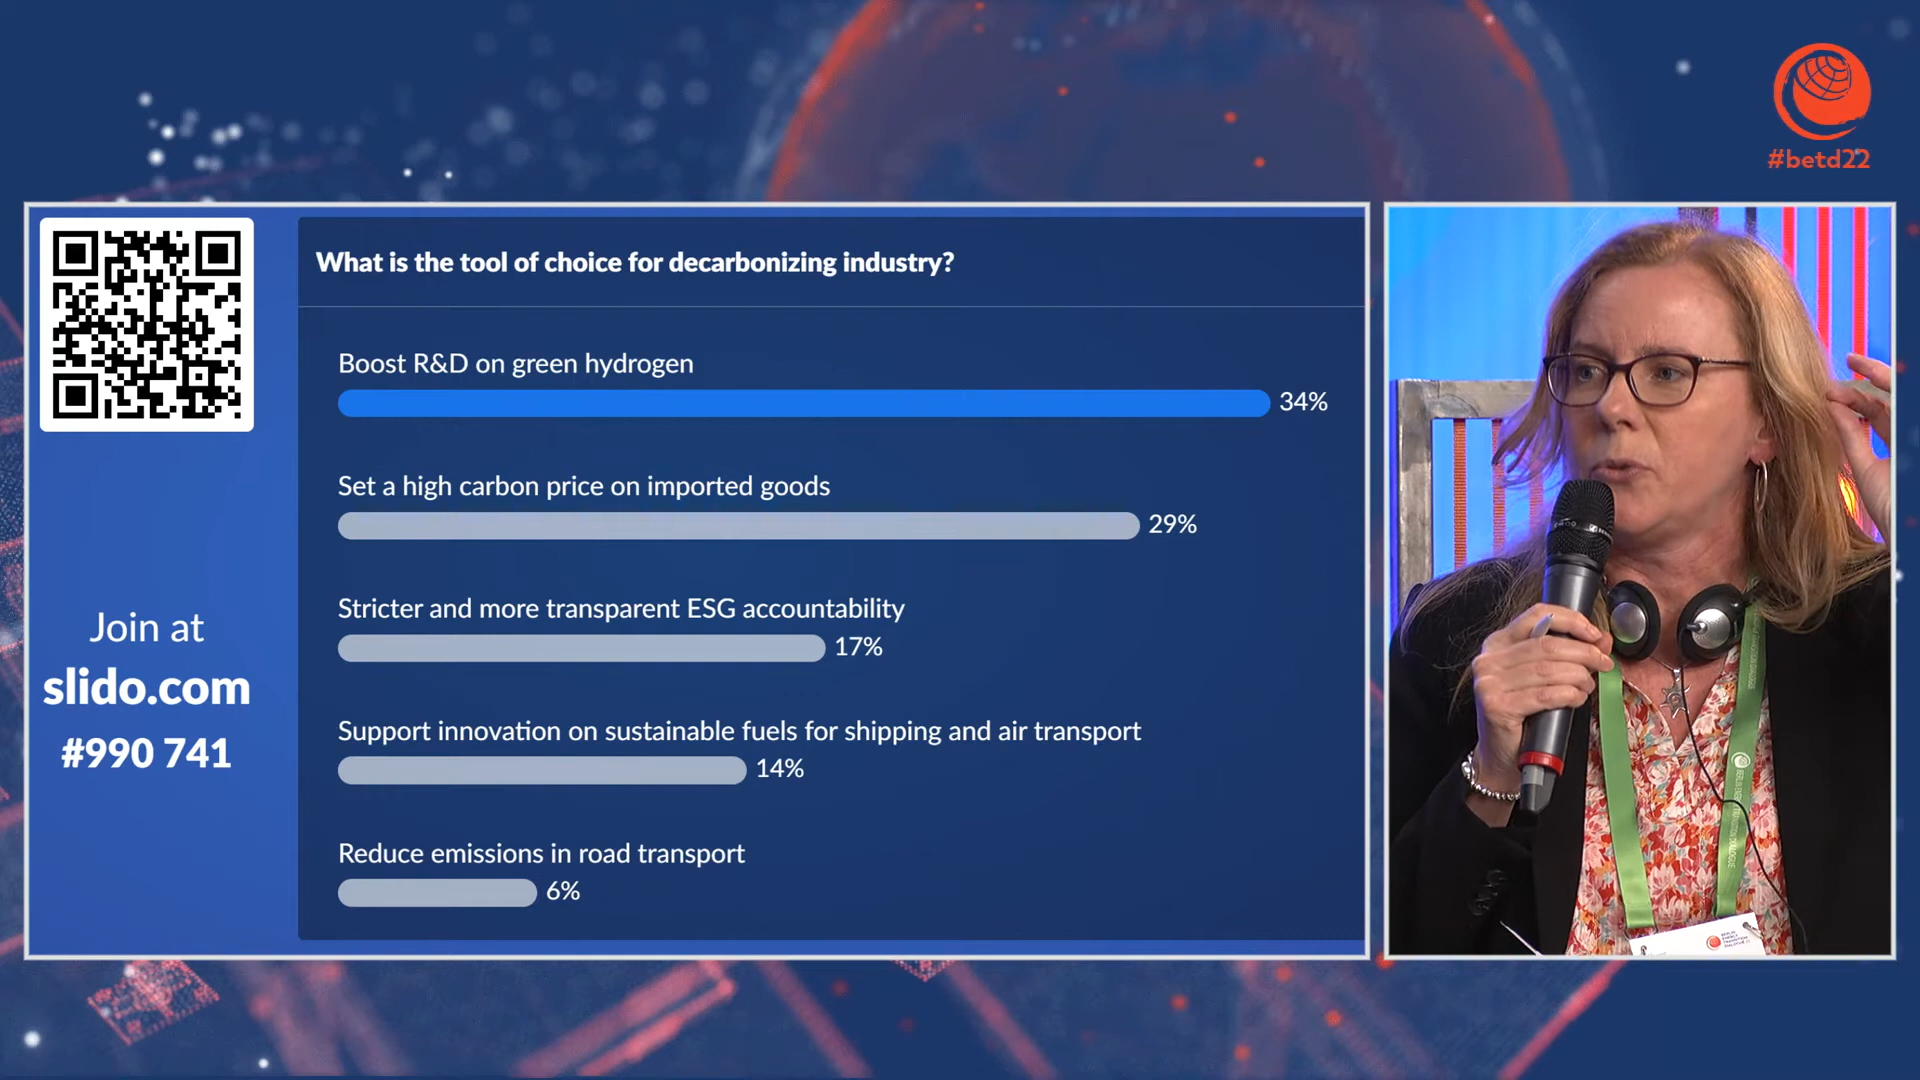 #betd22
What is the tool of choice for decarbonizing industry?
Boost R&D on green hydrogen
34%
Set a high carbon price on imported goods
29%
Stricter and more transparent ESG accountability
17%
Support innovation on sustainable fuels for shipping and air transport
14%
Reduce emissions in road transport
6%
Join at
slido.com
#990 741